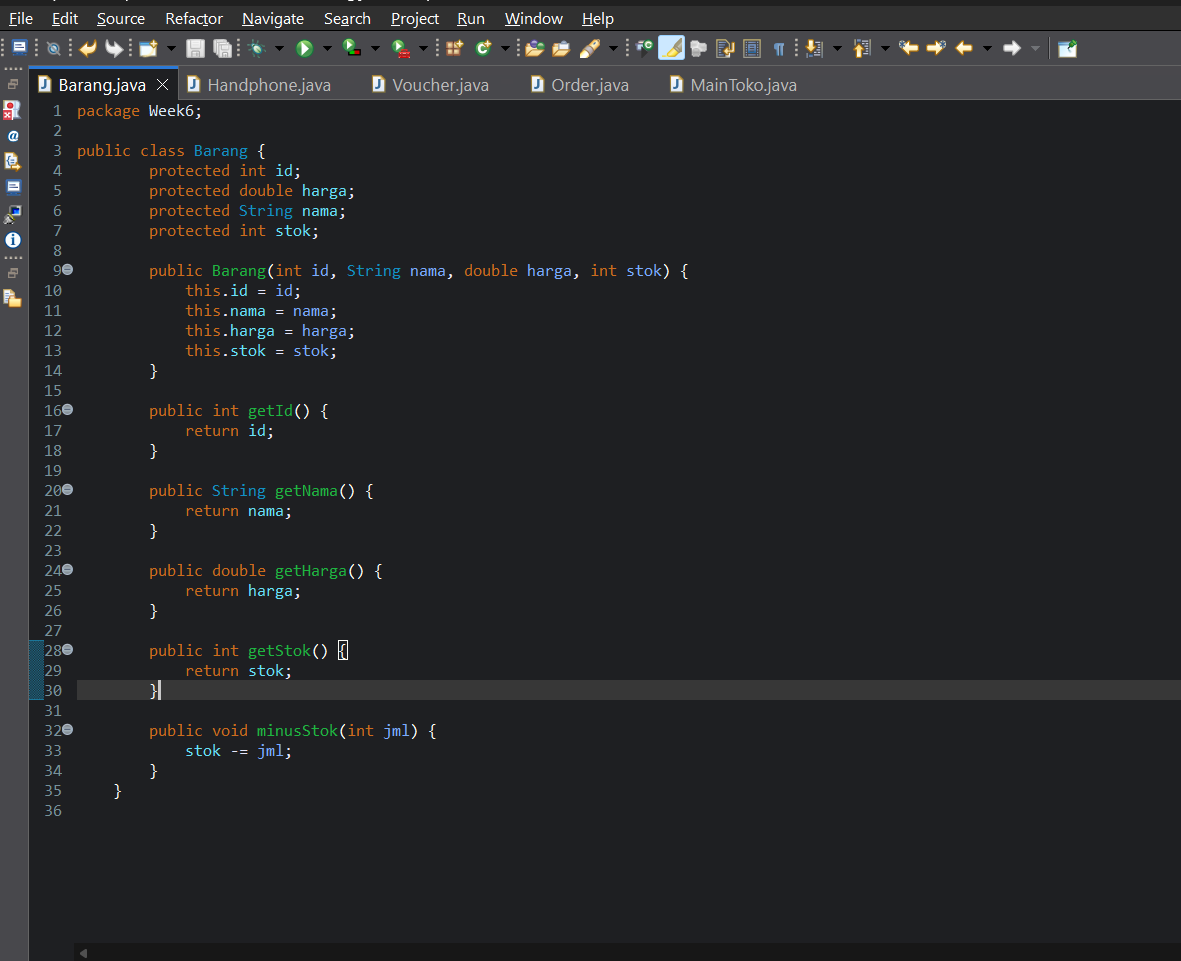 File Edit Source Refactor Navigate Search Project Run Window Help
Barang.java Handphone.java Voucher.java Order.java MainToko.java
1 package Week6;
2
3 public class Barang {
4 protected int id;
5 protected double harga;
6 protected String nama;
7 protected int stok;
8
9 public Barang(int id, String nama, double harga, int stok) {
10 this.id = id;
11 this.nama = nama;
12 this.harga = harga;
13 this.stok = stok;
14 }
15
16 public int getId() {
17 return id;
18 }
19
20 public String getNama() {
21 return nama;
22 }
23
24 public double getHarga() {
25 return harga;
26 }
27
28 public int getStok() {
29 return stok;
30 }
31
32 public void minusStok(int jml) {
33 stok -= jml;
34 }
35 }
36